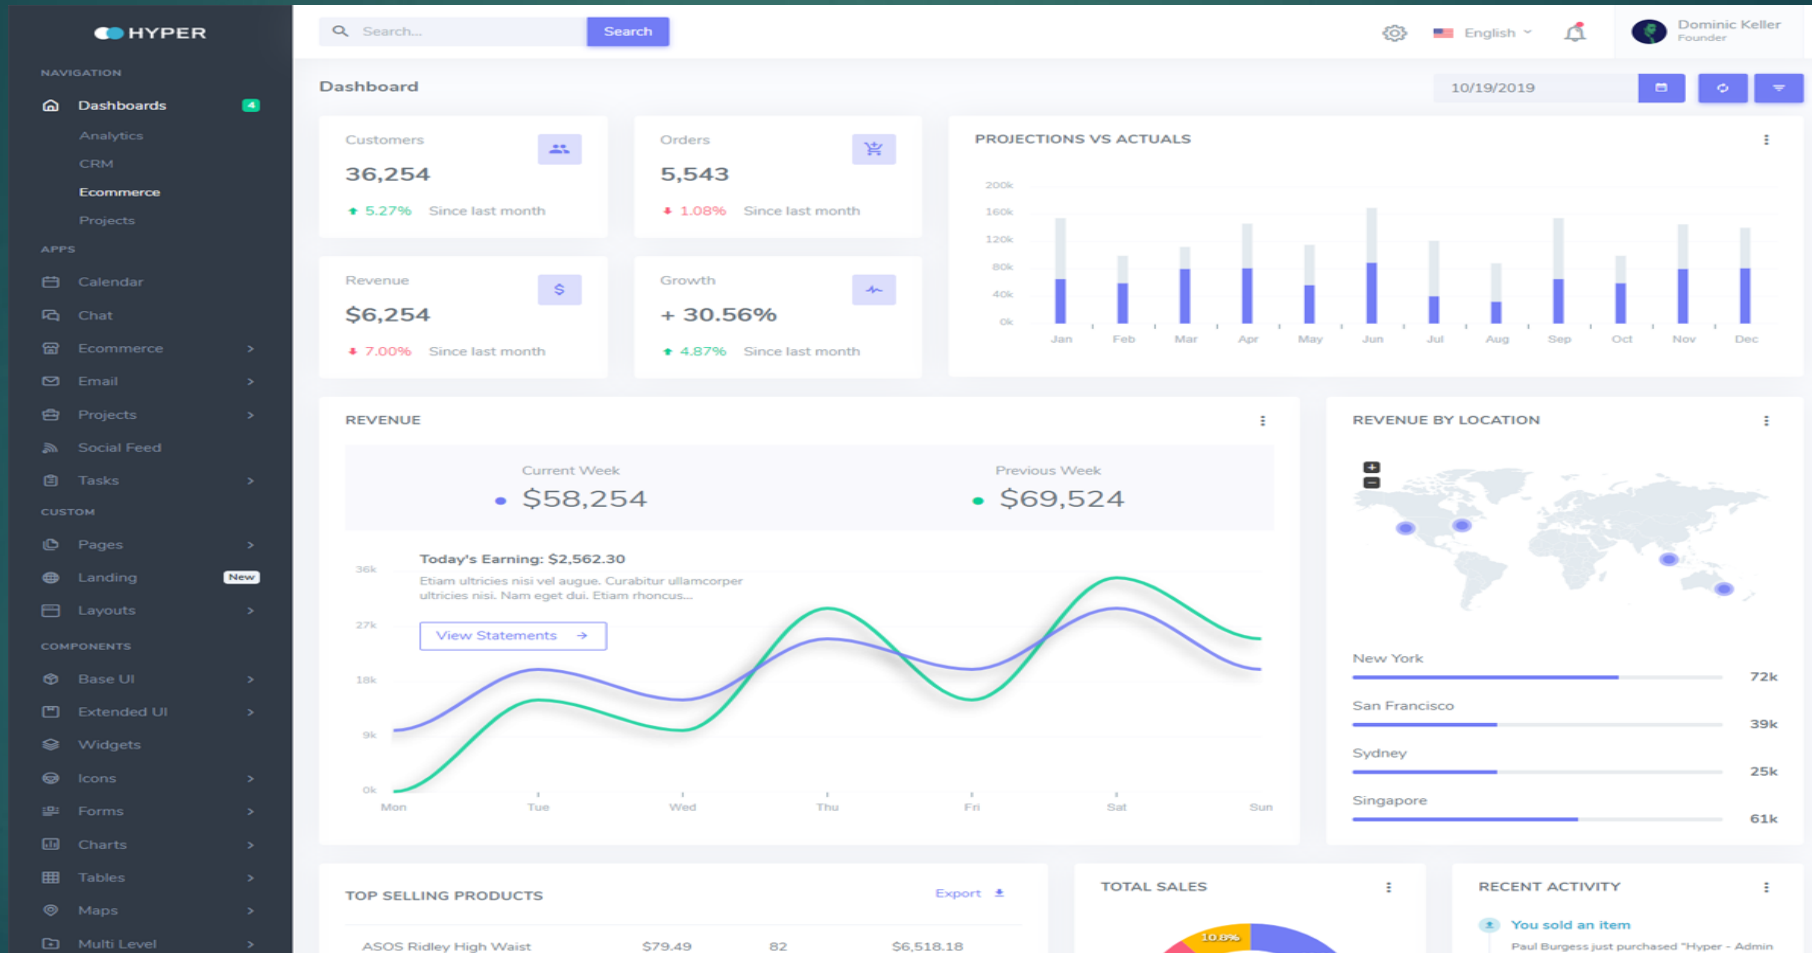 HYPER
NAVIGATION
Dashboards 4
Analytics
CRM
Ecommerce
Projects
APPS
Calendar
Chat
Ecommerce
Email
Projects
Social Feed
Tasks
CUSTOM
Pages
Landing New
Layouts
COMPONENTS
Base UI
Extended UI
Widgets
Icons
Forms
Charts
Tables
Maps
Multi Level
Search... Search
English
Dominic Keller
Founder
Dashboard
10/19/2019
Customers
36,254
5.27% Since last month
Orders
5,543
1.08% Since last month
Revenue
$6,254
7.00% Since last month
Growth
+ 30.56%
4.87% Since last month
PROJECTIONS VS ACTUALS
200k
160k
120k
80k
40k
0k
Jan Feb Mar Apr May Jun Jul Aug Sep Oct Nov Dec
REVENUE
Current Week
$58,254
Previous Week
$69,524
Today's Earning: $2,562.30
Etiam ultricies nisi vel augue. Curabitur ullamcorper
ultricies nisi. Nam eget dui. Etiam rhoncus...
View Statements
36k
27k
18k
9k
0k
Mon Tue Wed Thu Fri Sat Sun
REVENUE BY LOCATION
+
−
New York
72k
San Francisco
39k
Sydney
25k
Singapore
61k
TOP SELLING PRODUCTS
Export
ASOS Ridley High Waist $79.49 82 $6,518.18
TOTAL SALES
10.8%
RECENT ACTIVITY
You sold an item
Paul Burgess just purchased "Hyper - Admin